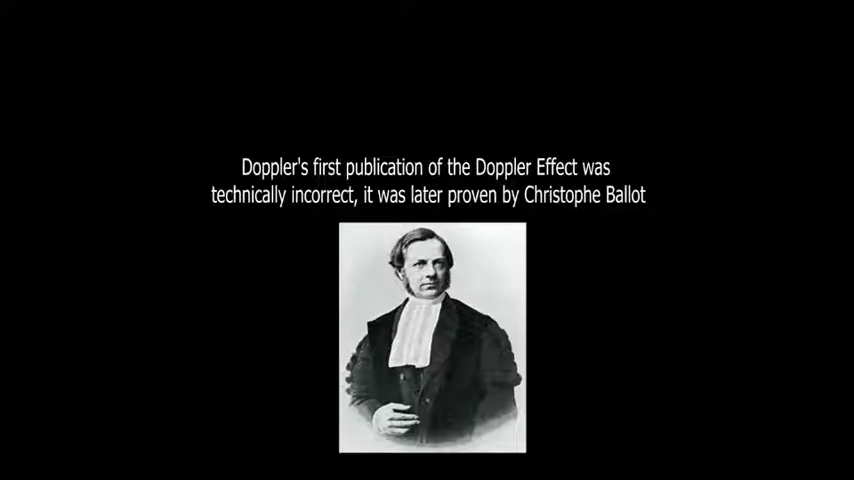 Doppler's first publication of the Doppler Effect was
technically incorrect, it was later proven by Christophe Ballot